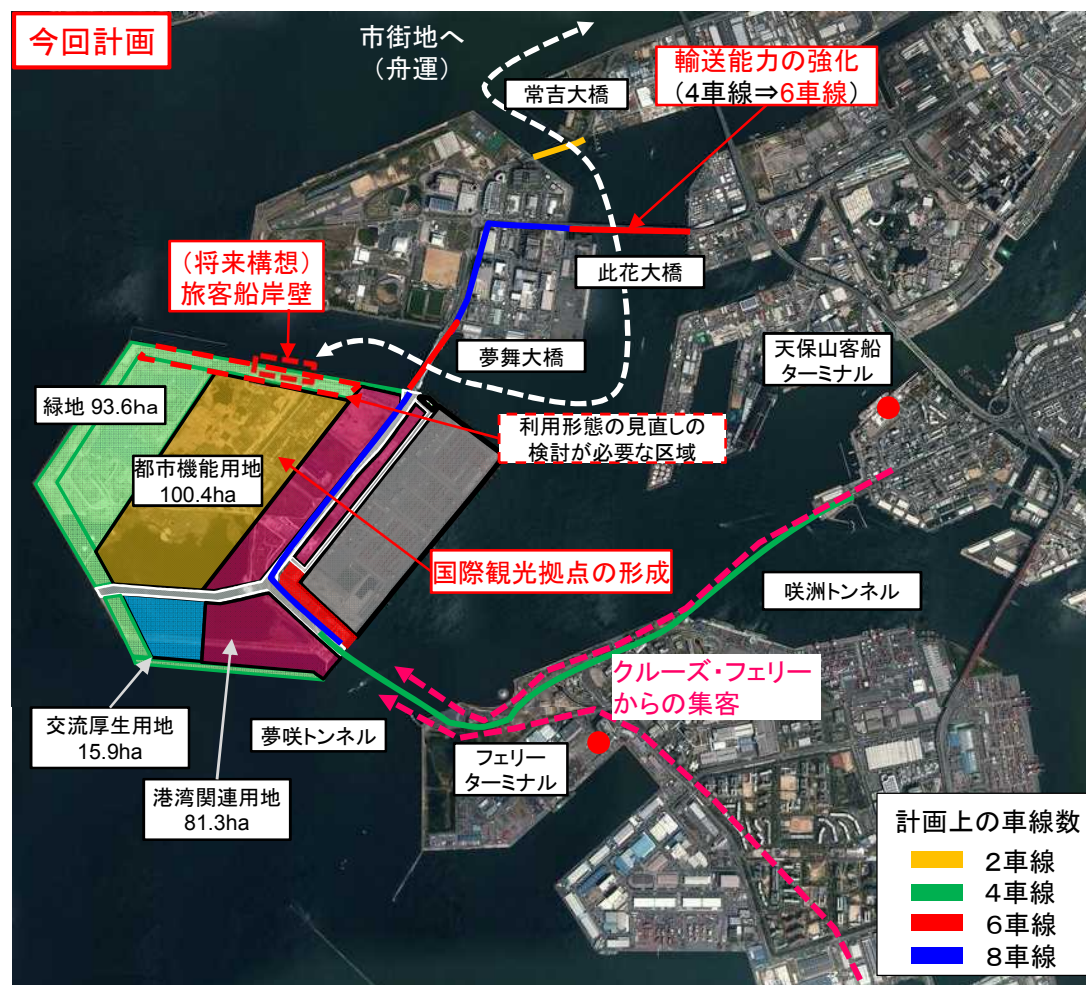 今回計画
市街地へ
（舟運）
輸送能力の強化
（4車線⇒6車線）
常吉大橋
此花大橋
（将来構想）
旅客船岸壁
夢舞大橋
天保山客船
ターミナル
緑地 93.6ha
利用形態の見直しの
検討が必要な区域
都市機能用地
100.4ha
国際観光拠点の形成
咲洲トンネル
クルーズ・フェリー
からの集客
交流厚生用地
15.9ha
夢咲トンネル
フェリー
ターミナル
港湾関連用地
81.3ha
計画上の車線数
2車線
4車線
6車線
8車線